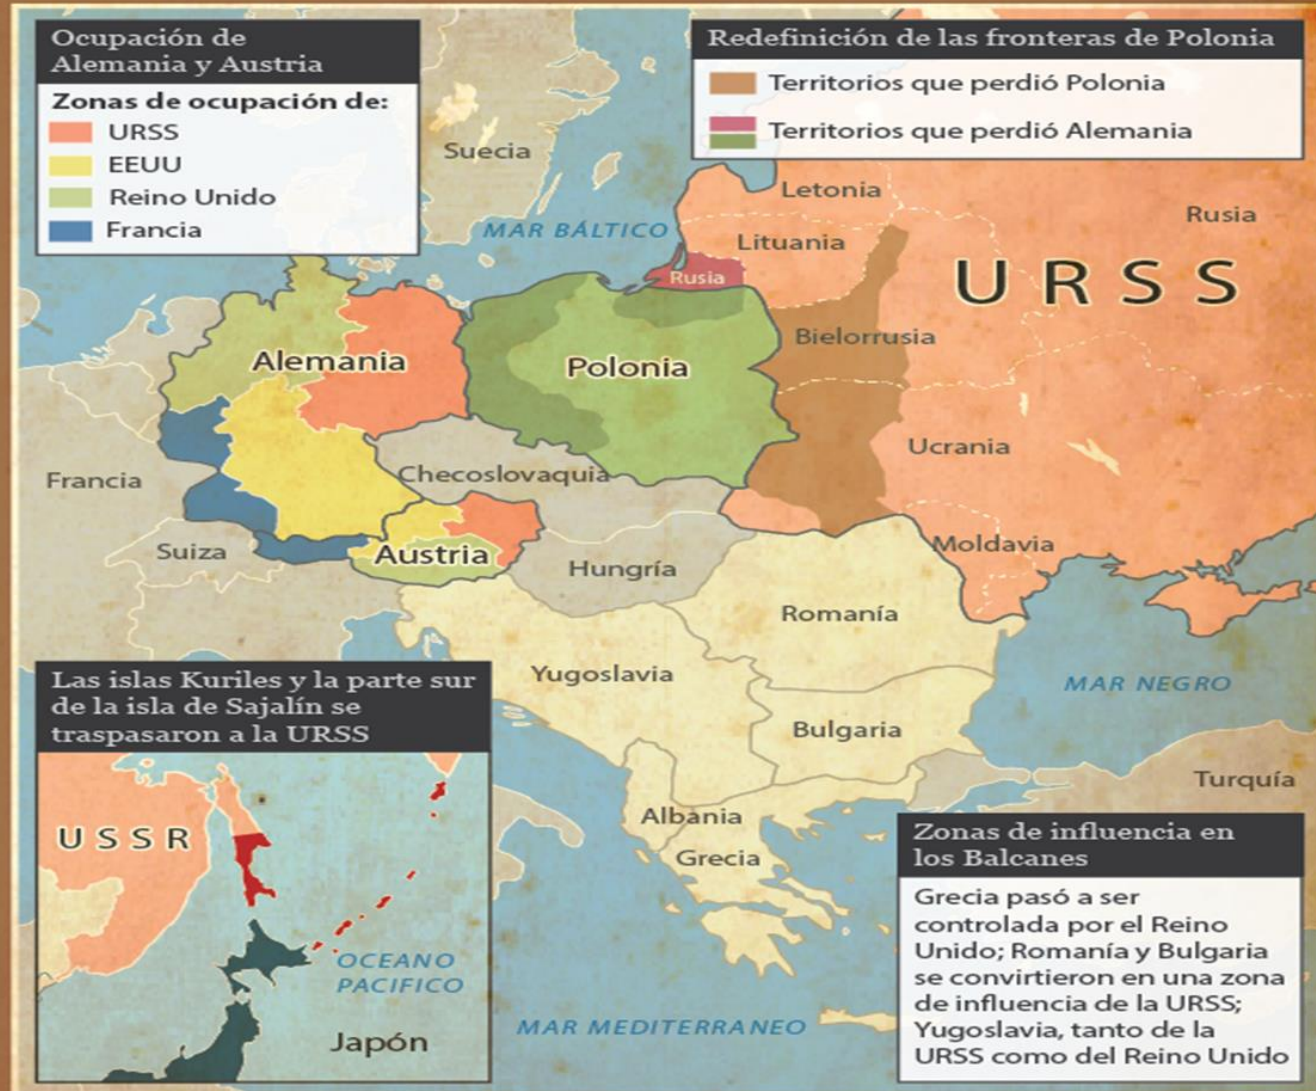 Ocupación de
Alemania y Austria
Zonas de ocupación de:
URSS
EEUU
Reino Unido
Francia
Redefinición de las fronteras de Polonia
Territorios que perdió Polonia
Territorios que perdió Alemania
Suecia
MAR BÁLTICO
Letonia
Lituania
Rusia
Rusia
URSS
Bielorrusia
Alemania
Polonia
Ucrania
Francia
Checoslovaquia
Suiza
Austria
Hungría
Moldavia
Romanía
Yugoslavia
MAR NEGRO
Bulgaria
Turquía
Albania
Grecia
MAR MEDITERRANEO
Las islas Kuriles y la parte sur
de la isla de Sajalín se
traspasaron a la URSS
USSR
OCEANO
PACIFICO
Japón
Zonas de influencia en
los Balcanes
Grecia pasó a ser
controlada por el Reino
Unido; Romanía y Bulgaria
se convirtieron en una zona
de influencia de la URSS;
Yugoslavia, tanto de la
URSS como del Reino Unido